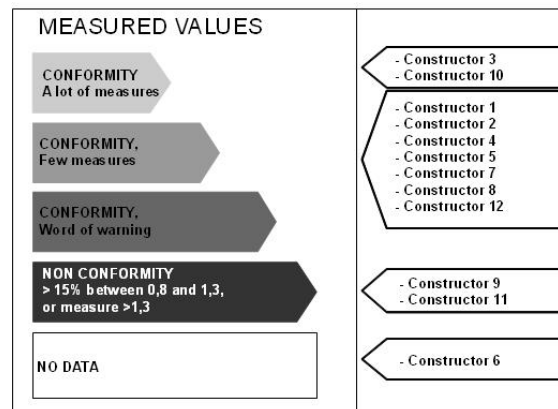 MEASURED VALUES
CONFORMITY
A lot of measures
CONFORMITY,
Few measures
CONFORMITY,
Word of warning
NON CONFORMITY
> 15% between 0,8 and 1,3,
or measure >1,3
NO DATA
- Constructor 3
- Constructor 10
- Constructor 1
- Constructor 2
- Constructor 4
- Constructor 5
- Constructor 7
- Constructor 8
- Constructor 12
- Constructor 9
- Constructor 11
- Constructor 6